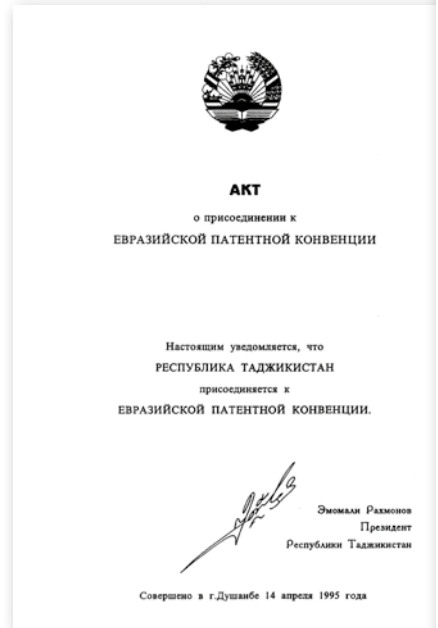 АКТ
о присоединении к
ЕВРАЗИЙСКОЙ ПАТЕНТНОЙ КОНВЕНЦИИ
Настоящим уведомляется, что
РЕСПУБЛИКА ТАДЖИКИСТАН
присоединяется к
ЕВРАЗИЙСКОЙ ПАТЕНТНОЙ КОНВЕНЦИИ.
Эмомали Рахмонов
Президент
Республики Таджикистан
Совершено в г.Душанбе 14 апреля 1995 года